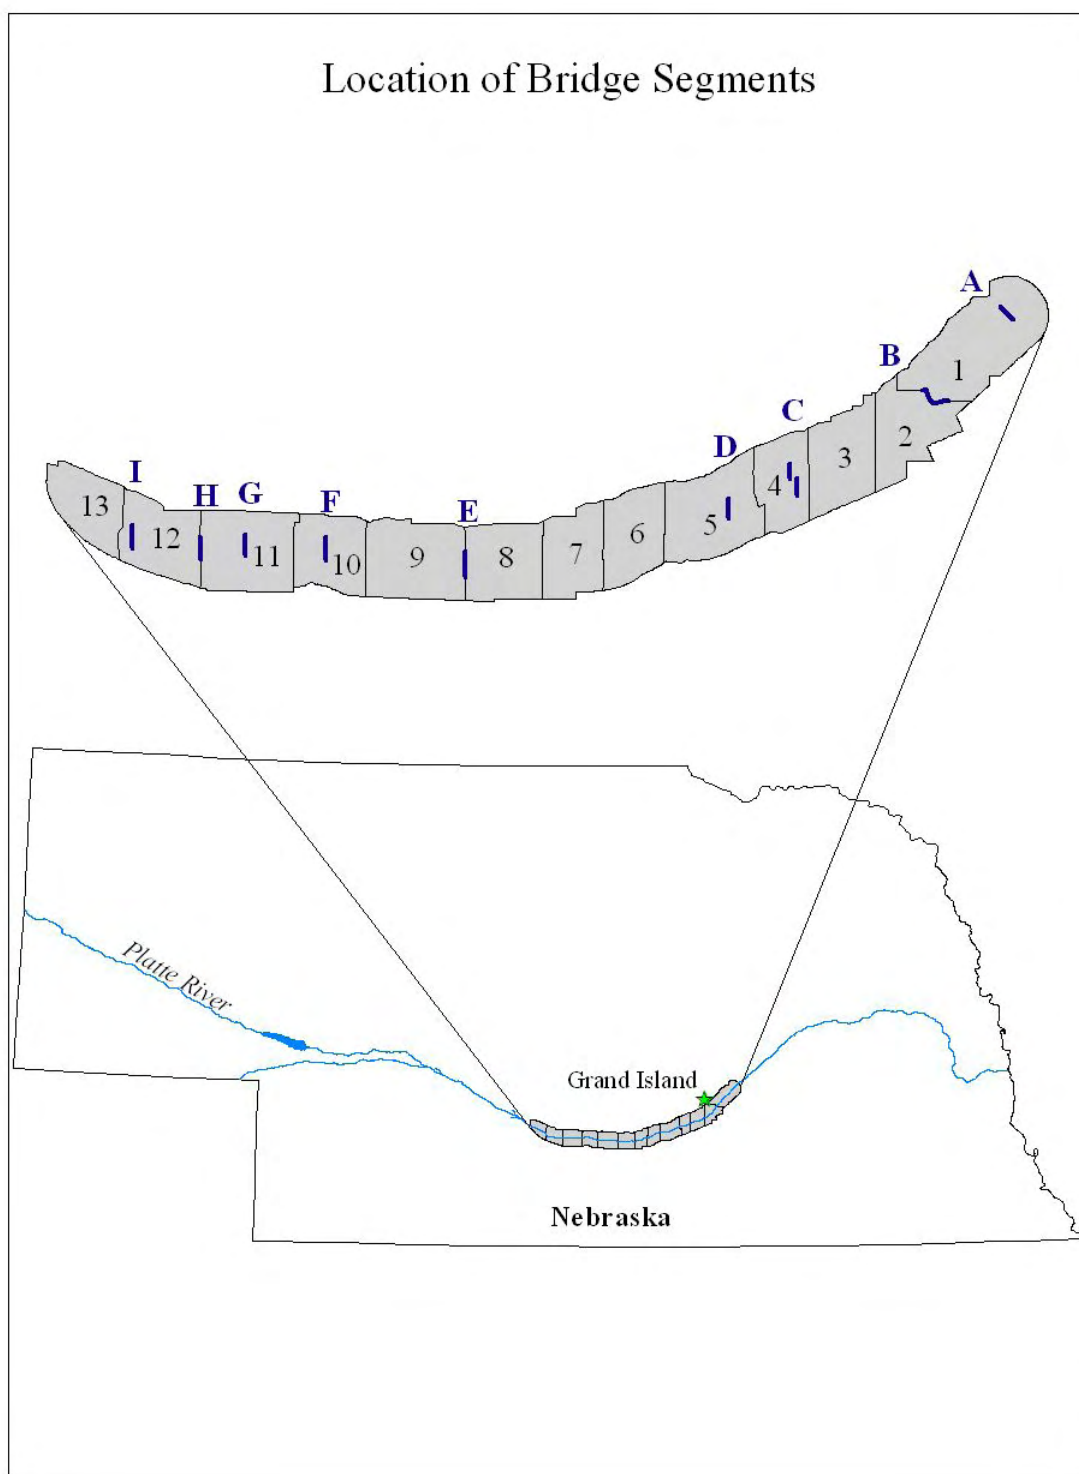 Location of Bridge Segments
A
B
1
C
2
D
3
I
4
H
G
F
E
5
13
12
11
10
9
8
7
6
Platte River
Grand Island
Nebraska